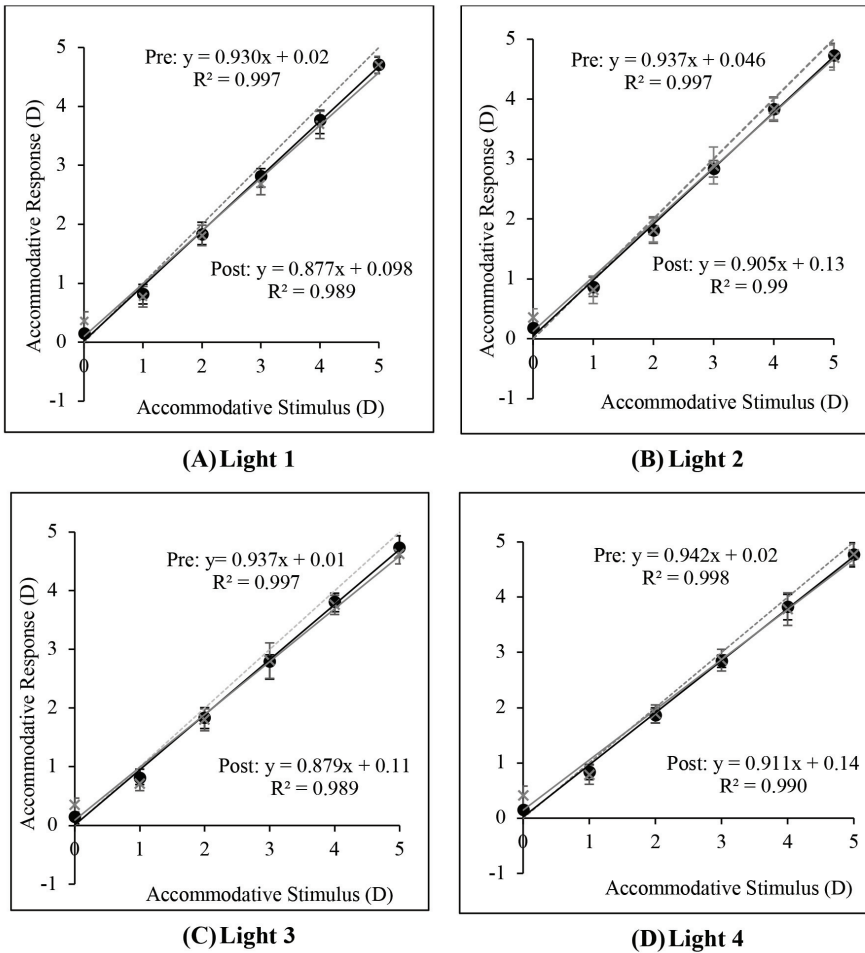 Accommodative Response (D)
5
4
3
2
1
0
-1
Pre: y = 0.930x + 0.02
R² = 0.997
Post: y = 0.877x + 0.098
R² = 0.989
0 1 2 3 4 5
Accommodative Stimulus (D)
(A) Light 1
Accommodative Response (D)
5
4
3
2
1
0
-1
Pre: y = 0.937x + 0.046
R² = 0.997
Post: y = 0.905x + 0.13
R² = 0.99
0 1 2 3 4 5
Accommodative Stimulus (D)
(B) Light 2
Accommodative Response (D)
5
4
3
2
1
0
-1
Pre: y= 0.937x + 0.01
R² = 0.997
Post: y = 0.879x + 0.11
R² = 0.989
0 1 2 3 4 5
Accommodative Stimulus (D)
(C) Light 3
Accommodative Response (D)
5
4
3
2
1
0
-1
Pre: y = 0.942x + 0.02
R² = 0.998
Post: y = 0.911x + 0.14
R² = 0.990
0 1 2 3 4 5
Accommodative Stimulus (D)
(D) Light 4